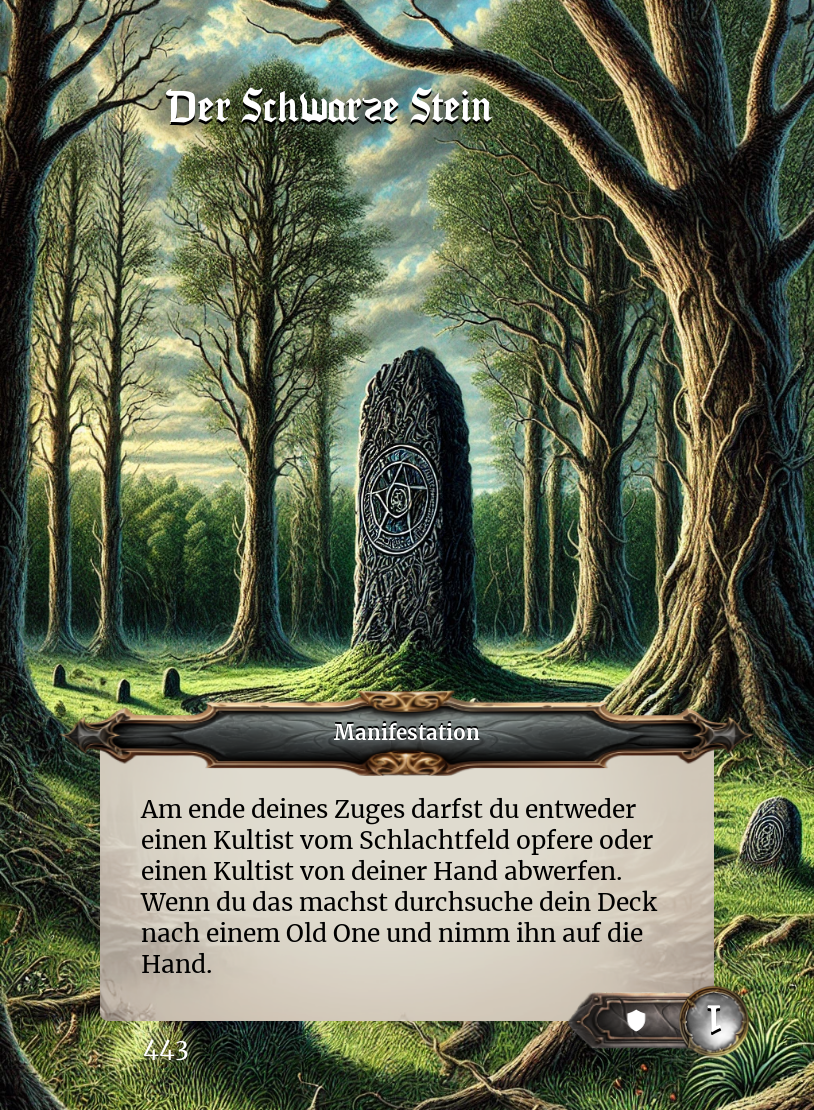 Der Schwarze Stein
Manifestation
Am ende deines Zuges darfst du entweder
einen Kultist vom Schlachtfeld opfere oder
einen Kultist von deiner Hand abwerfen.
Wenn du das machst durchsuche dein Deck
nach einem Old One und nimm ihn auf die
Hand.
1
443